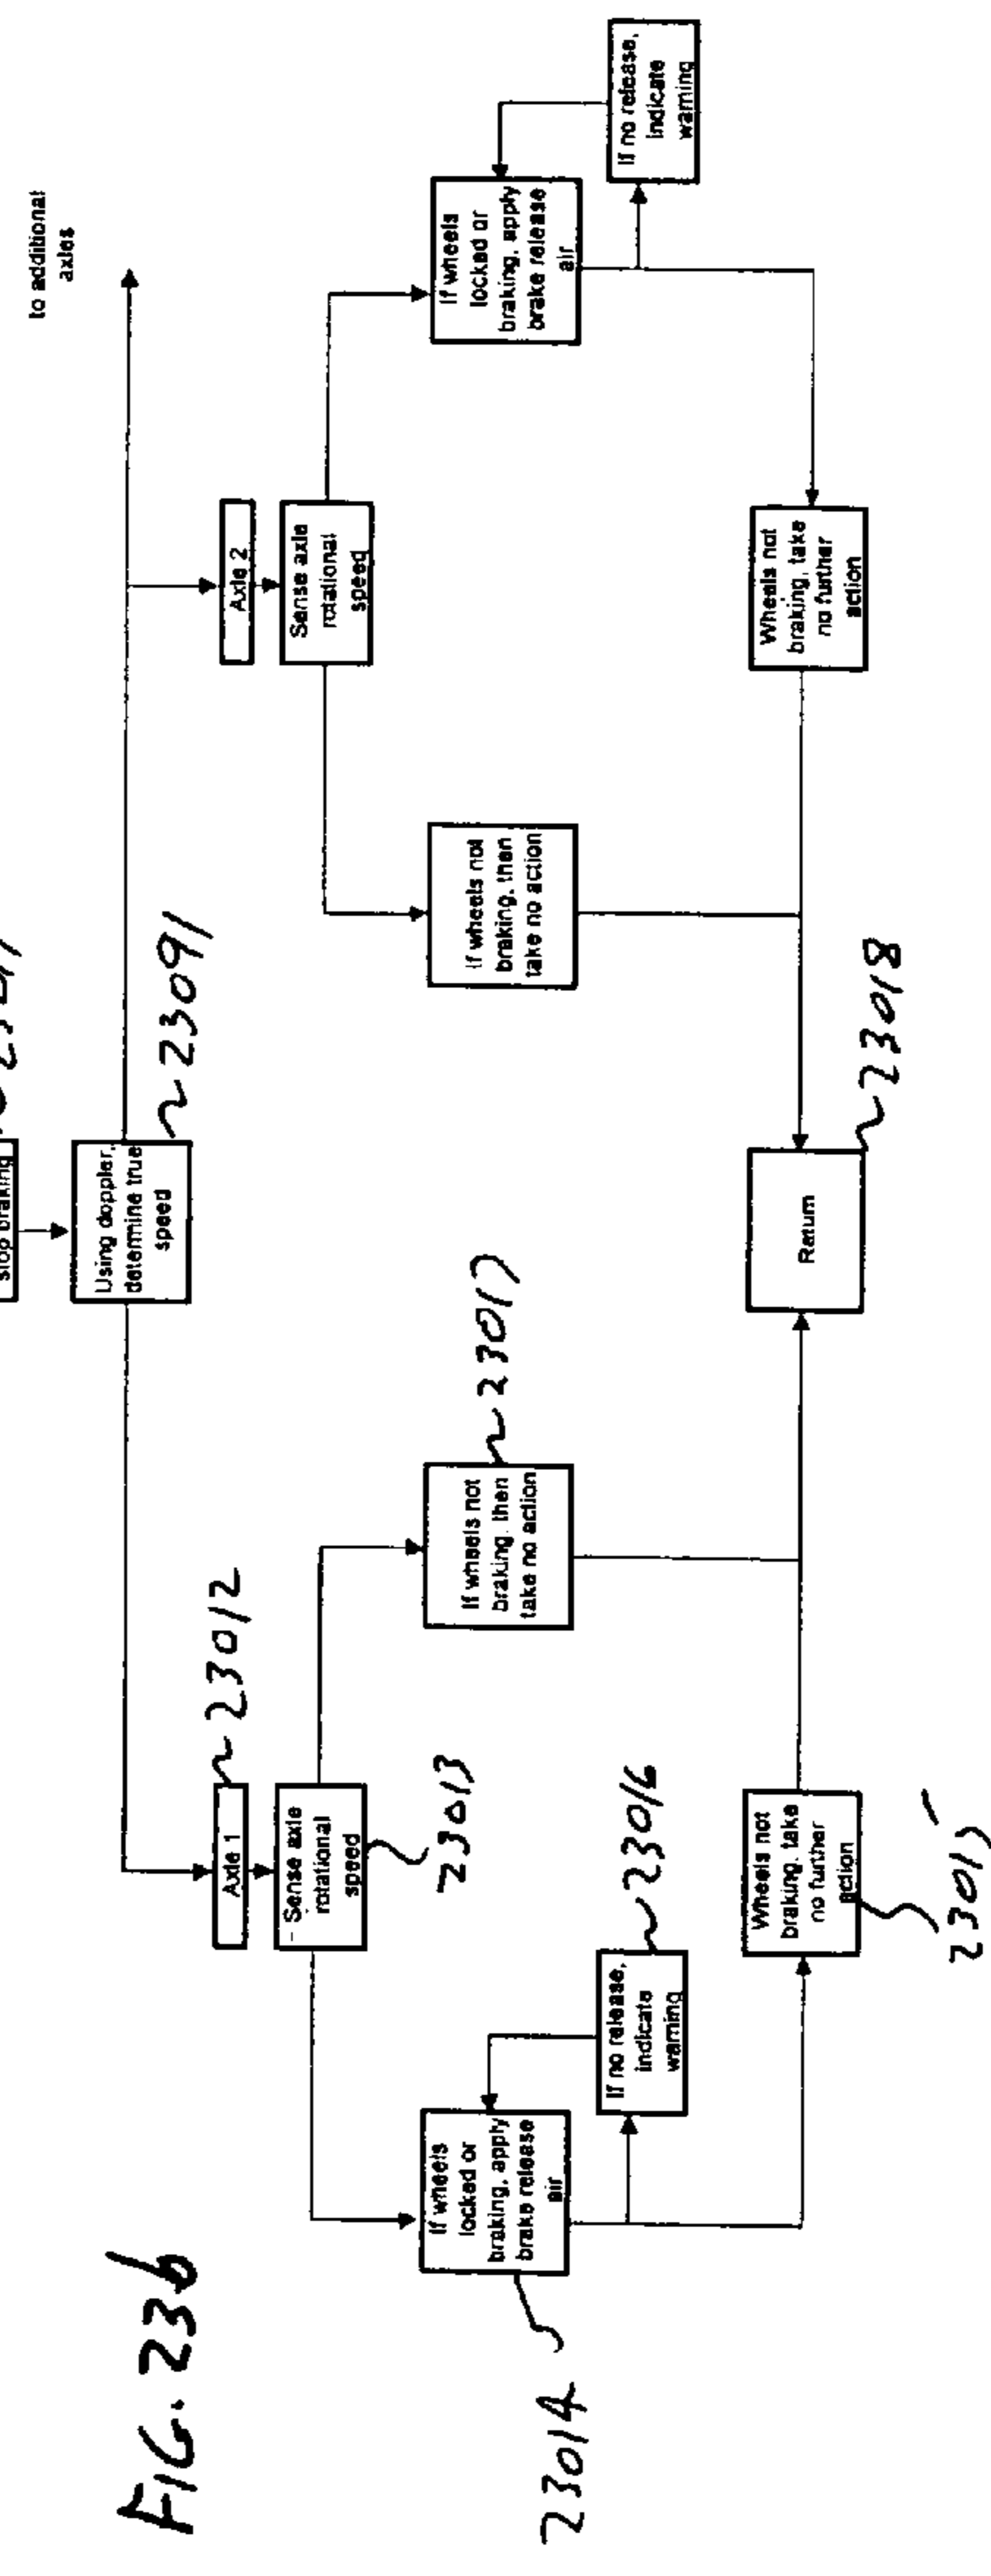 FIG. 23b
to additional
axles
stop braking
Using doppler,
determine true
speed
~23091
Axle 1
~23012
Axle 2
Sense axle
rotational
speed
23013
Sense axle
rotational
speed
If wheels
locked or
braking, apply
brake release
air
23014
If wheels not
braking, then
take no action
~23017
If wheels not
braking, then
take no action
If wheels
locked or
braking, apply
brake release
air
If no release,
indicate
warning
~23016
If no release,
indicate
warning
Wheels not
braking, take
no further
action
23015
Return
~23018
Wheels not
braking, take
no further
action